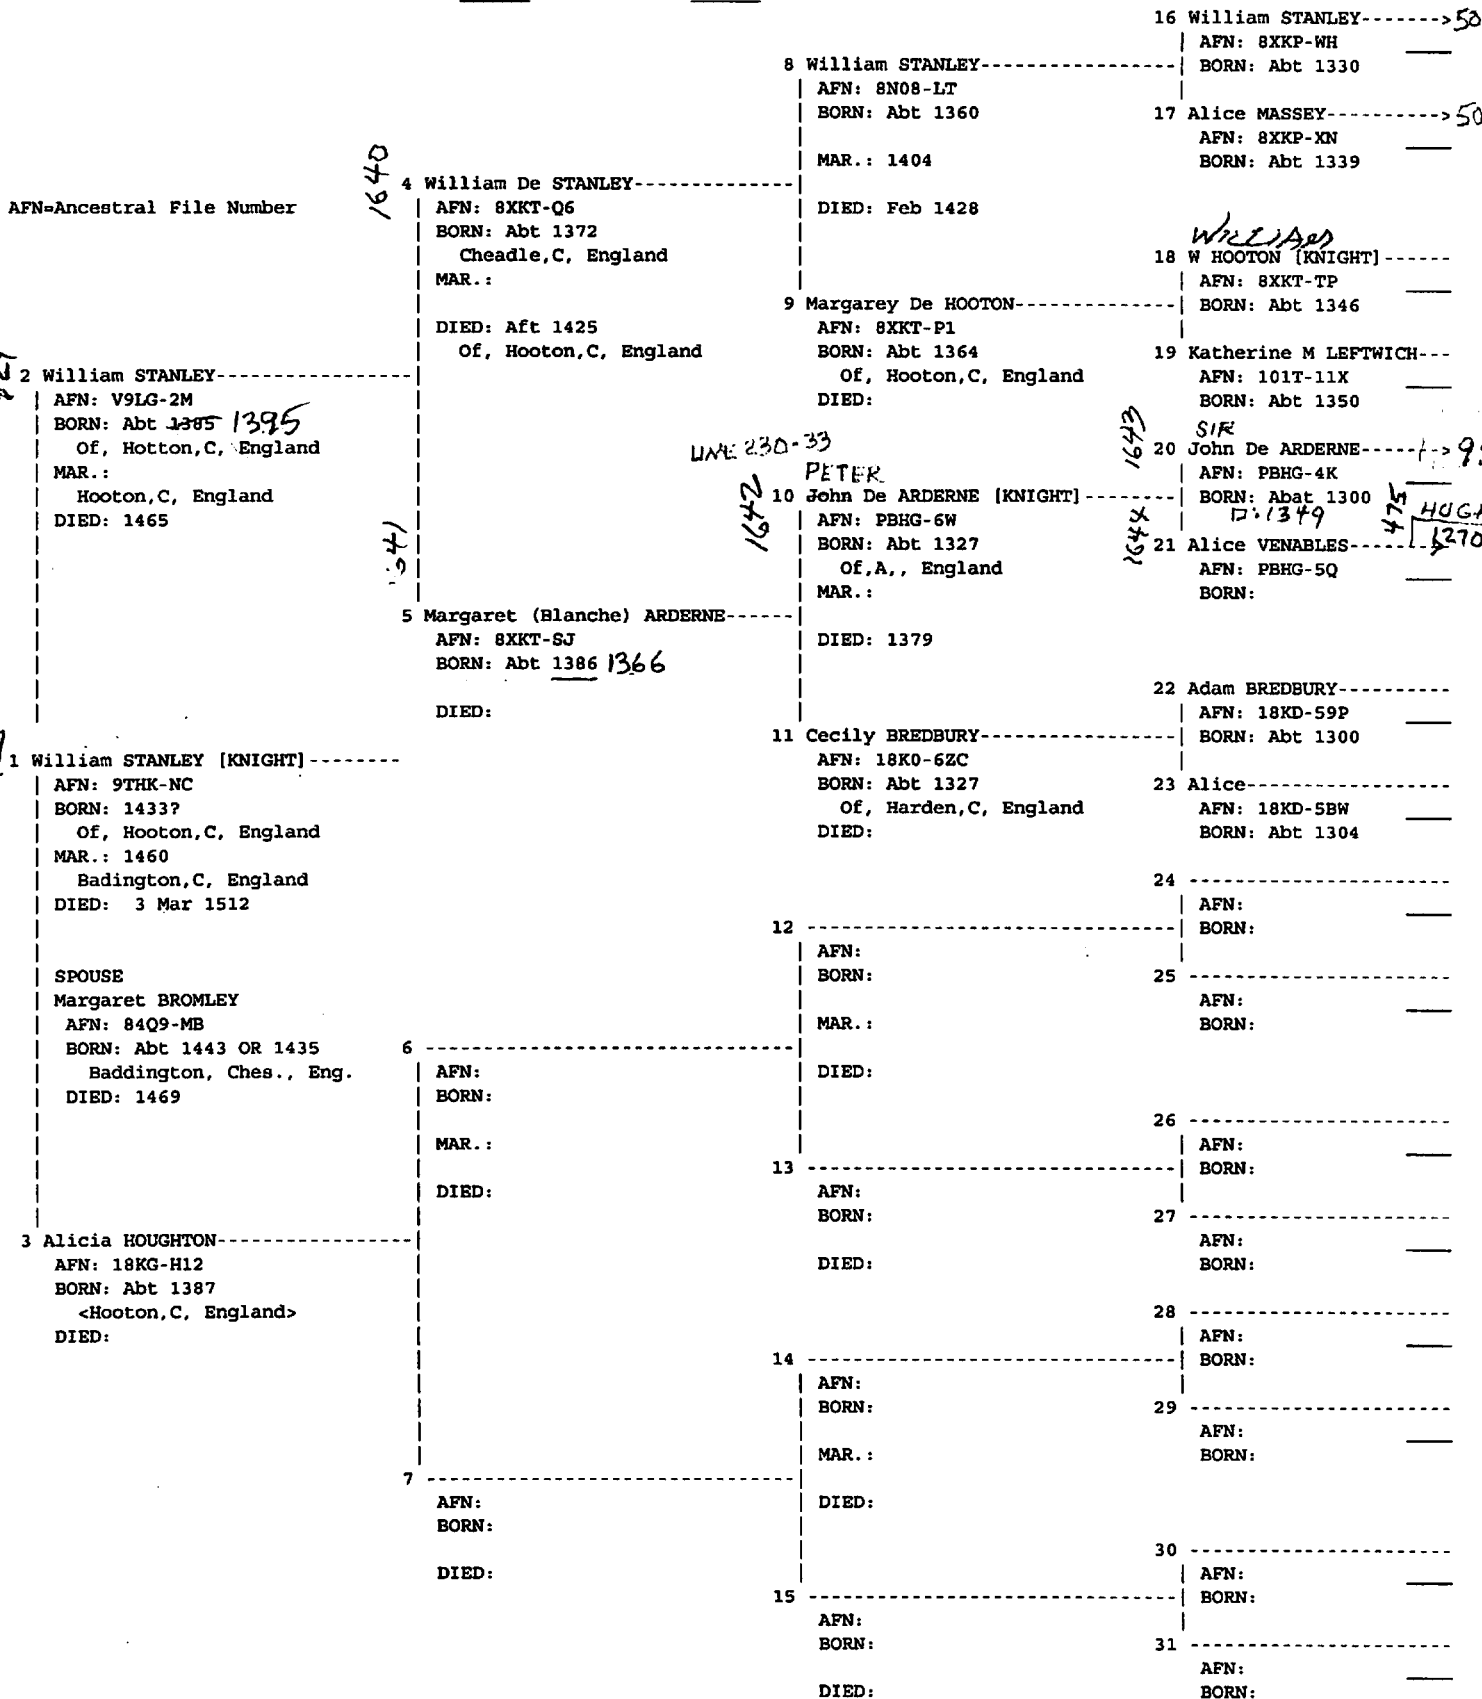 16 William STANLEY------->50
AFN: 8XKP-WH
BORN: Abt 1330
8 William STANLEY-----------------
AFN: 8N08-LT
BORN: Abt 1360
MAR.: 1404
DIED: Feb 1428
17 Alice MASSEY---------->50
AFN: 8XKP-XN
BORN: Abt 1339
AFN=Ancestral File Number
1640
4 William De STANLEY--------------
AFN: 8XKT-Q6
BORN: Abt 1372
Cheadle,C, England
MAR.:
DIED: Aft 1425
Of, Hooton,C, England
WILLIAM
18 W HOOTON [KNIGHT]------
AFN: 8XKT-TP
BORN: Abt 1346
9 Margarey De HOOTON--------------
AFN: 8XKT-P1
BORN: Abt 1364
Of, Hooton,C, England
DIED:
19 Katherine M LEFTWICH---
AFN: 101T-11X
BORN: Abt 1350
2 William STANLEY-----------------
AFN: V9LG-2M
BORN: Abt 1385 1395
Of, Hotton,C, England
MAR.:
Hooton,C, England
DIED: 1465
1643
SIR
20 John De ARDERNE----->
AFN: PBHG-4K
BORN: Abat 1300
D:1349
LINE 230-33
PETER
1642
10 John De ARDERNE [KNIGHT]-------
AFN: PBHG-6W
BORN: Abt 1327
Of,A,, England
MAR.:
DIED: 1379
475
1270
1644
21 Alice VENABLES------->
AFN: PBHG-5Q
BORN:
5 Margaret (Blanche) ARDERNE------
AFN: 8XKT-SJ
BORN: Abt 1386 1366
DIED:
22 Adam BREDBURY----------
AFN: 18KD-59P
BORN: Abt 1300
11 Cecily BREDBURY----------------
AFN: 18K0-6ZC
BORN: Abt 1327
Of, Harden,C, England
DIED:
23 Alice------------------
AFN: 18KD-5BW
BORN: Abt 1304
1 William STANLEY [KNIGHT]--------
AFN: 9THK-NC
BORN: 1433?
Of, Hooton,C, England
MAR.: 1460
Badington,C, England
DIED: 3 Mar 1512
SPOUSE
Margaret BROMLEY
AFN: 84Q9-MB
BORN: Abt 1443 OR 1435
Baddington, Ches., Eng.
DIED: 1469
24 -----------------------
AFN:
BORN:
12 -------------------------------
AFN:
BORN:
MAR.:
DIED:
25 -----------------------
AFN:
BORN:
6 --------------------------------
AFN:
BORN:
MAR.:
DIED:
26 -----------------------
AFN:
BORN:
13 -------------------------------
AFN:
BORN:
DIED:
27 -----------------------
AFN:
BORN:
3 Alicia HOUGHTON-----------------
AFN: 18KG-H12
BORN: Abt 1387
<Hooton,C, England>
DIED:
28 -----------------------
AFN:
BORN:
14 -------------------------------
AFN:
BORN:
MAR.:
DIED:
29 -----------------------
AFN:
BORN:
7 --------------------------------
AFN:
BORN:
DIED:
30 -----------------------
AFN:
BORN:
15 -------------------------------
AFN:
BORN:
DIED:
31 -----------------------
AFN:
BORN: